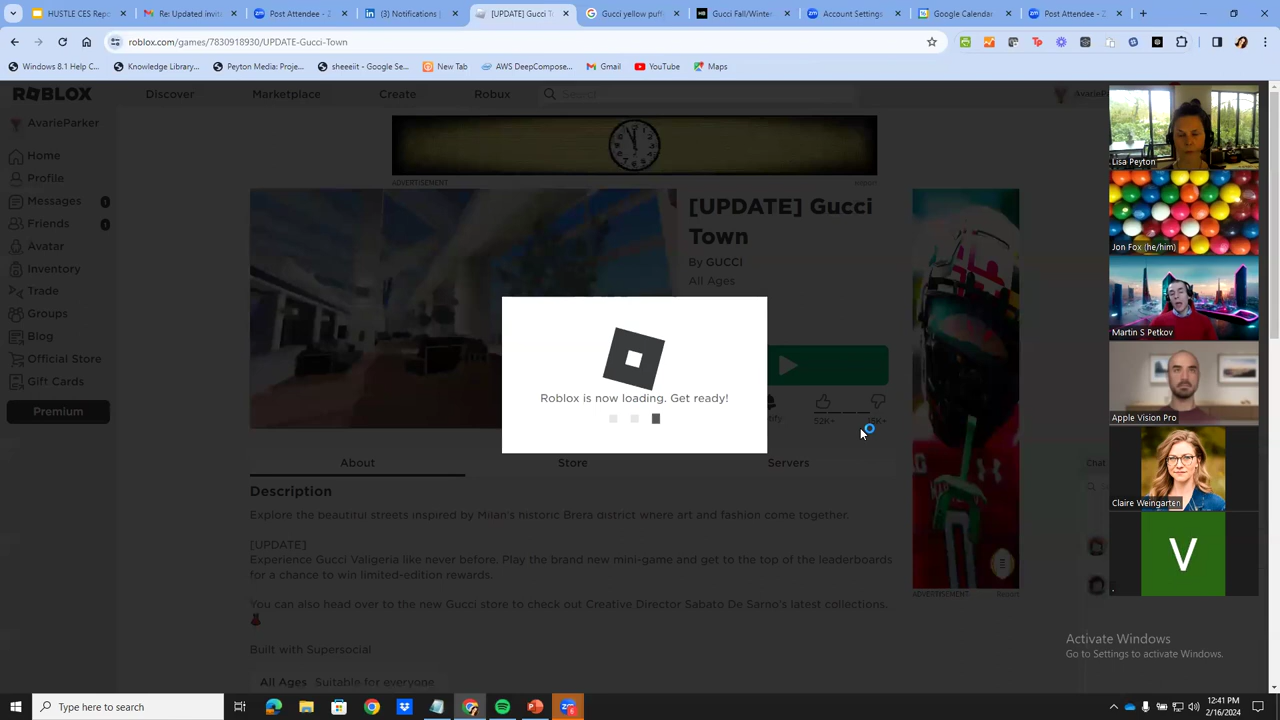 HUSTLE CES Repo
Re: Updated invit
Post Attendee - Z
(3) Notifications |
[UPDATE] Gucci T
Gucci yellow puff
Gucci Fall/Winter
Account Settings
Google Calendar
Post Attendee - Z
roblox.com/games/7830918930/UPDATE-Gucci-Town
Windows 8.1 Help C...
Knowledge Library...
Peyton Media: Proje...
sheeeiit - Google Se...
New Tab
AWS DeepCompose...
Gmail
YouTube
Maps
ROBLOX
Discover
Marketplace
Create
Robux
Search
AvariePark
AvarieParker
Home
Profile
Messages 1
Friends 1
Avatar
Inventory
Trade
Groups
Blog
Official Store
Gift Cards
Premium
ADVERTISEMENT
[UPDATE] Gucci
Town
By GUCCI
All Ages
Roblox is now loading. Get ready!
52K+
About
Store
Servers
Description
Explore the beautiful streets inspired by Milan's historic Brera district where art and fashion come together.
[UPDATE]
Experience Gucci Valigeria like never before. Play the brand new mini-game and get to the top of the leaderboards
for a chance to win limited-edition rewards.
You can also head over to the new Gucci store to check out Creative Director Sabato De Sarno's latest collections.
Built with Supersocial
All Ages Suitable for everyone
ADVERTISEMENT
Report
Chat
Lisa Peyton
Jon Fox (he/him)
Martin S Petkov
Apple Vision Pro
Claire Weingarten
V
Activate Windows
Go to Settings to activate Windows.
Type here to search
12:41 PM
2/16/2024